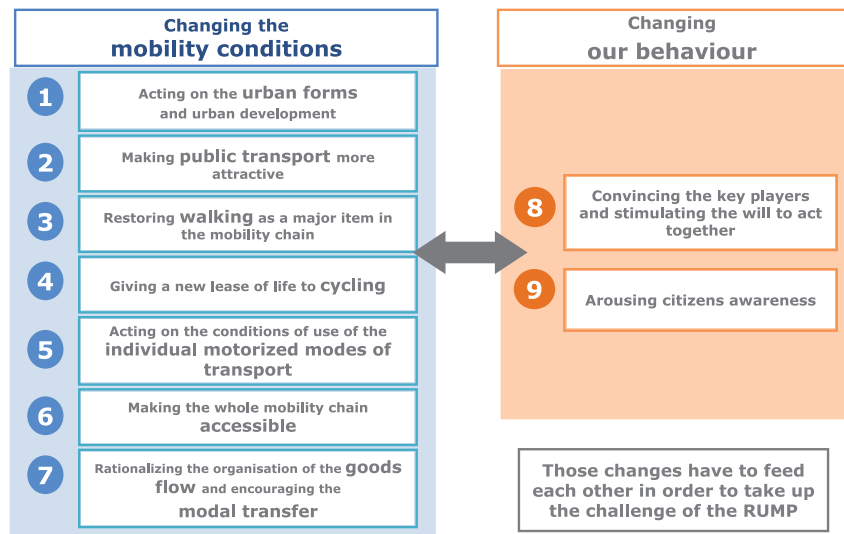 Changing the
mobility conditions
1
Acting on the urban forms
and urban development
2
Making public transport more
attractive
3
Restoring walking as a major item in
the mobility chain
4
Giving a new lease of life to cycling
5
Acting on the conditions of use of the
individual motorized modes of
transport
6
Making the whole mobility chain
accessible
7
Rationalizing the organisation of the goods
flow and encouraging the
modal transfer
Changing
our behaviour
8
Convincing the key players
and stimulating the will to act
together
9
Arousing citizens awareness
Those changes have to feed
each other in order to take up
the challenge of the RUMP